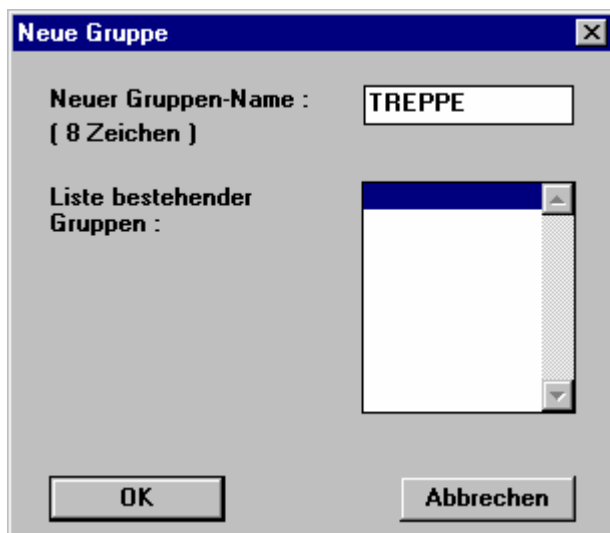 Neue Gruppe
Neuer Gruppen-Name : TREPPE
( 8 Zeichen )
Liste bestehender
Gruppen :
OK Abbrechen